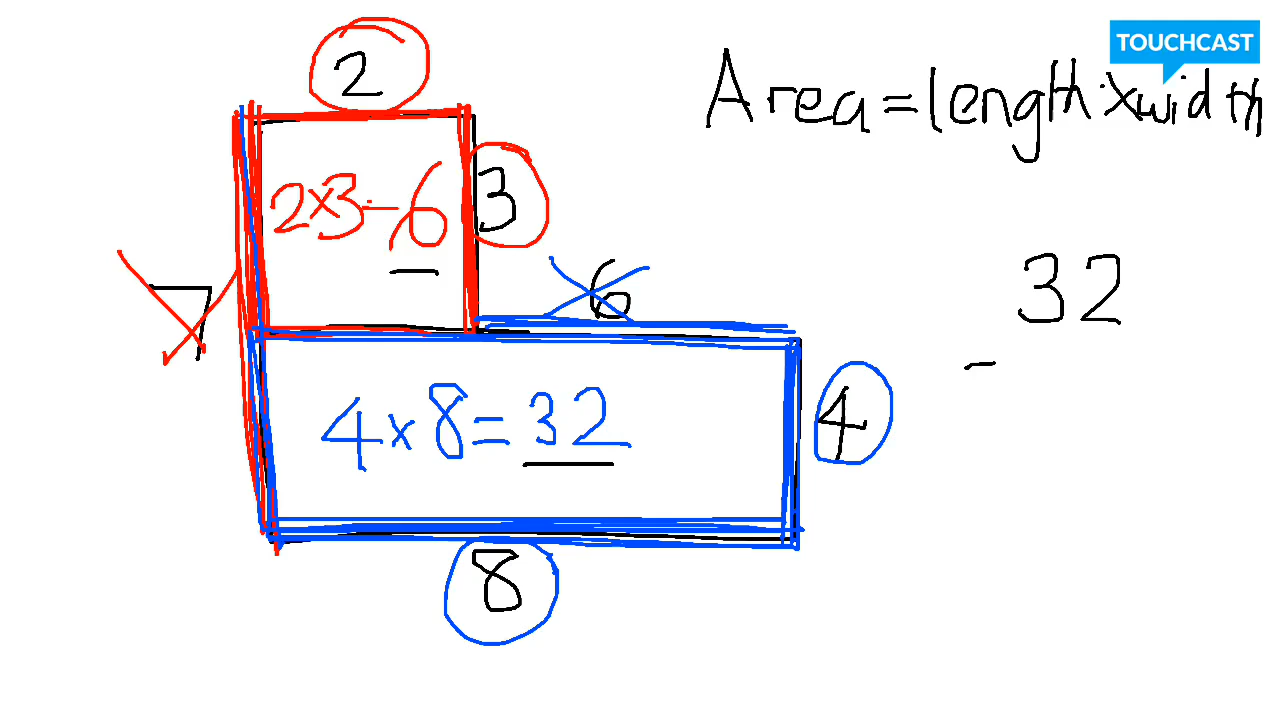 TOUCHCAST
2
Area = length x width
2x3=6
3
7
6
32
-
4x8=32
4
8